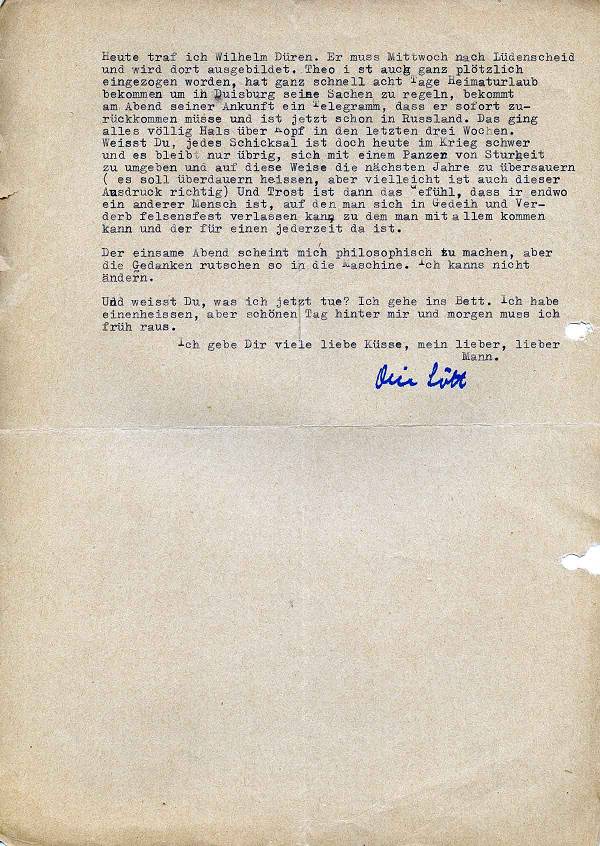 Heute traf ich Wilhelm Düren. Er muss Mittwoch nach Lüdenscheid
und wird dort ausgebildet. Theo i st auch ganz plötzlich
eingezogen worden, hat ganz schnell acht Tage Heimaturlaub
bekommen um in Duisburg seine Sachen zu regeln, bekommt
am Abend seiner Ankunft ein Telegramm, dass er sofort zu-
rückkommen müsse und ist jetzt schon in Russland. Das ging
alles völlig Hals über Kopf in den letzten drei Wochen.
Weisst Du, jedes Schicksal ist doch heute im Krieg schwer
und es bleibt nur übrig, sich mit einem Panzer von Sturheit
zu umgeben und auf diese Weise die nächsten Jahre zu übersauern
( es soll überdauern heissen, aber vielleicht ist auch dieser
Ausdruck richtig) Und Trost ist dann das Gefühl, dass ir endwo
ein anderer Mensch ist, auf den man sich in Gedeih und Ver-
derb felsensfest verlassen kann, zu dem man mit allem kommen
kann und der für einen jederzeit da ist.
Der einsame Abend scheint mich philosophisch zu machen, aber
die Gedanken rutschen so in die Maschine. Ich kanns nicht
ändern.
Und weisst Du, was ich jetzt tue? Ich gehe ins Bett. Ich habe
einenheissen, aber schönen Tag hinter mir und morgen muss ich
früh raus.
Ich gebe Dir viele liebe Küsse, mein lieber, lieber
Mann.